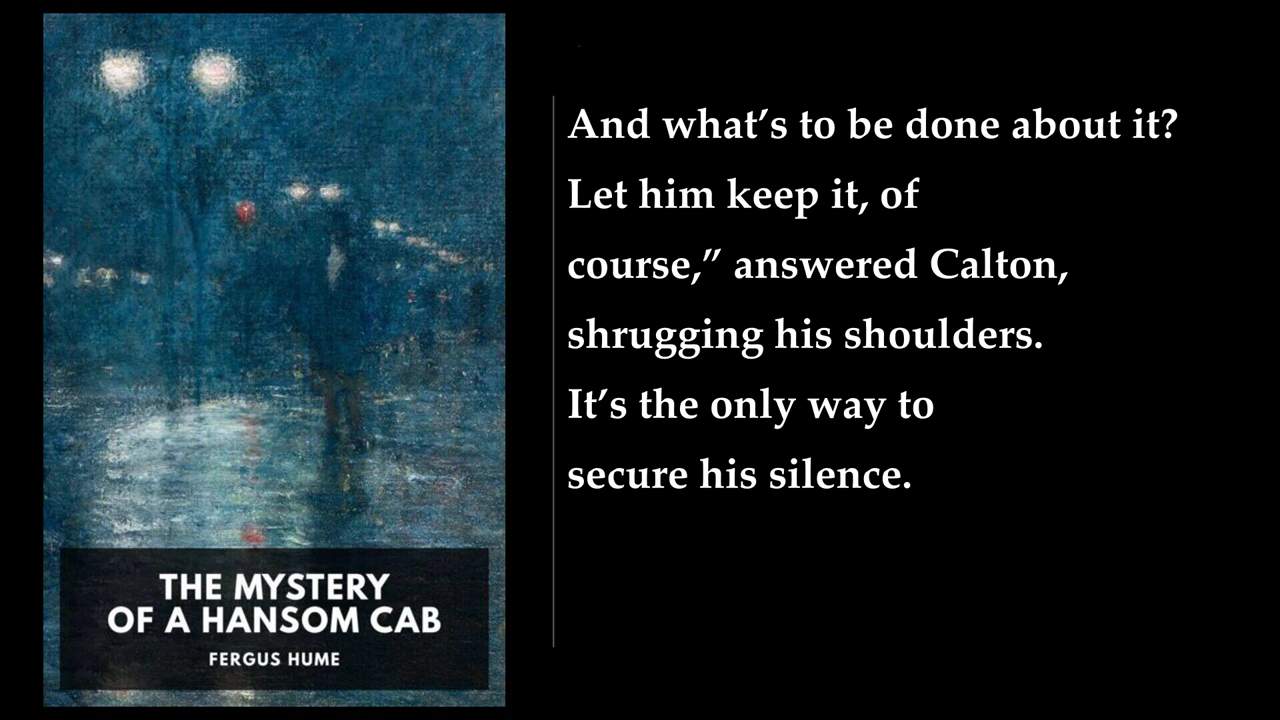 And what’s to be done about it?
Let him keep it, of
course,” answered Calton,
shrugging his shoulders.
It’s the only way to
secure his silence.
THE MYSTERY
OF A HANSOM CAB
FERGUS HUME